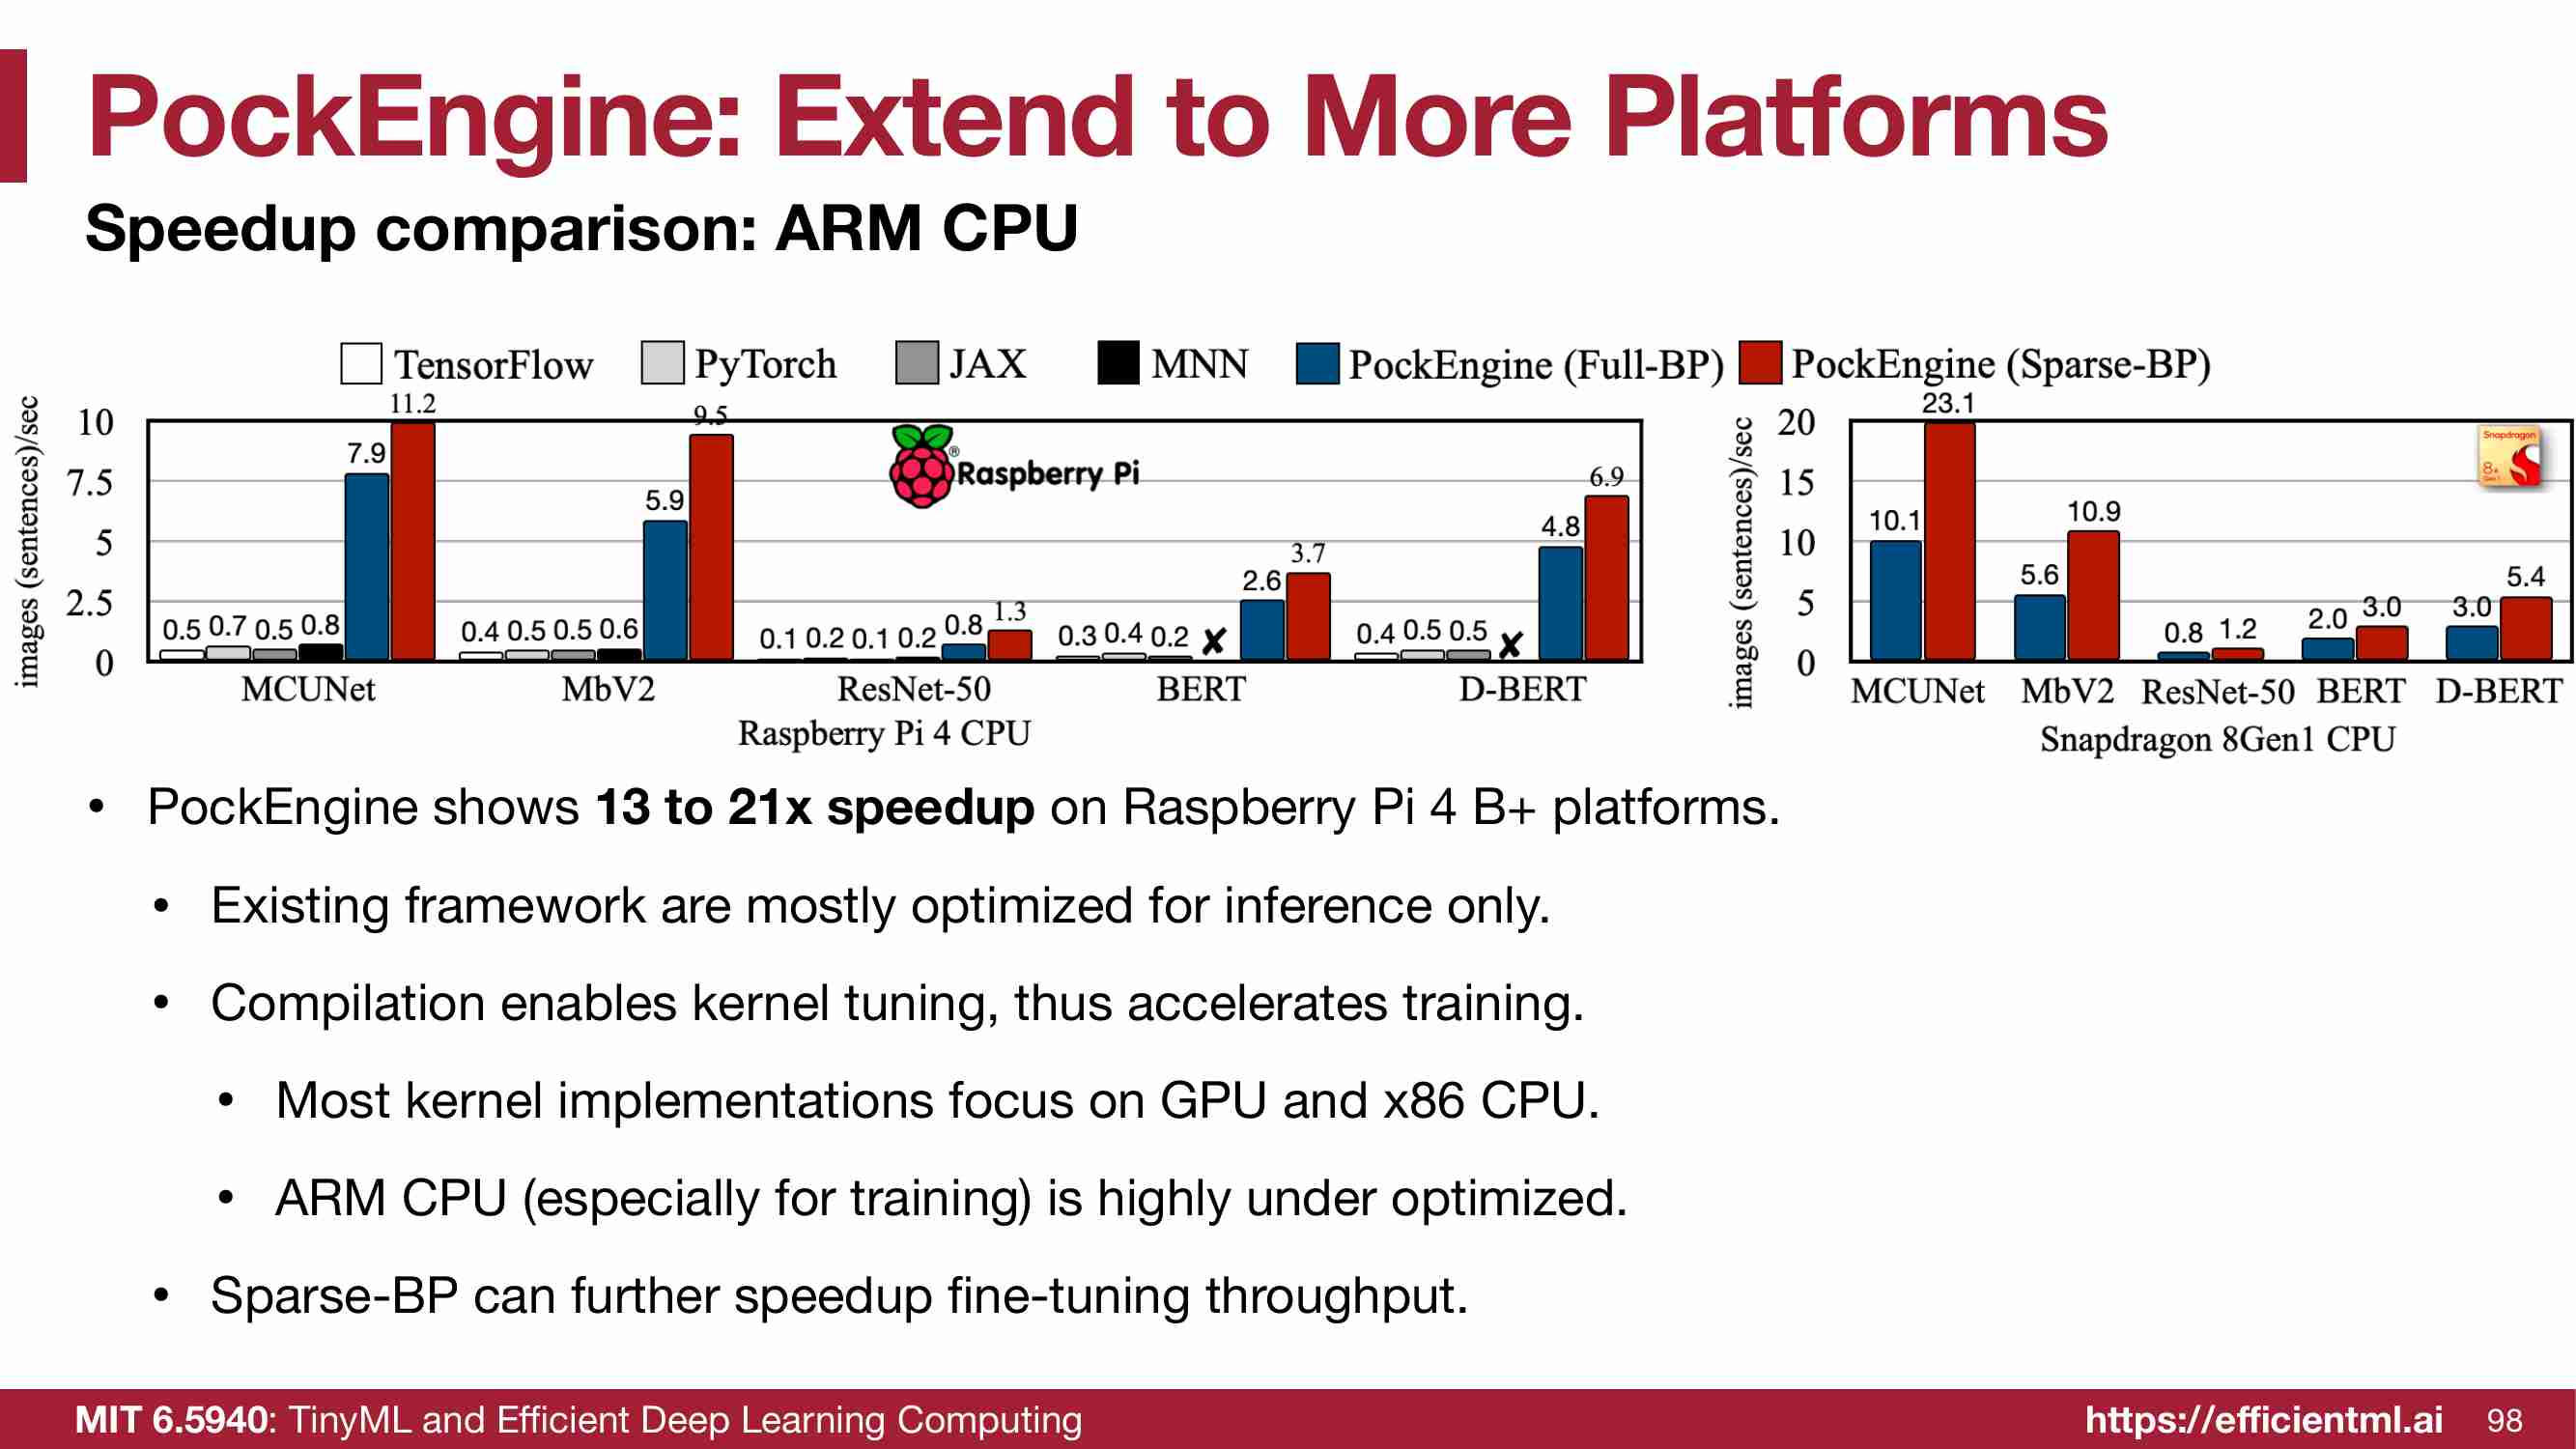 PockEngine: Extend to More Platforms
Speedup comparison: ARM CPU
TensorFlow PyTorch JAX MNN PockEngine (Full-BP) PockEngine (Sparse-BP)
images (sentences)/sec
10
7.5
5
2.5
0
0.5 0.7 0.5 0.8 7.9 11.2
0.4 0.5 0.5 0.6 5.9 9.5
0.1 0.2 0.1 0.2 0.8 1.3
0.3 0.4 0.2 ✘ 2.6 3.7
0.4 0.5 0.5 ✘ 4.8 6.9
Raspberry Pi
®
MCUNet MbV2 ResNet-50 BERT D-BERT
Raspberry Pi 4 CPU
images (sentences)/sec
20
15
10
5
0
10.1 23.1
5.6 10.9
0.8 1.2
2.0 3.0
3.0 5.4
Snapdragon
MCUNet MbV2 ResNet-50 BERT D-BERT
Snapdragon 8Gen1 CPU
• PockEngine shows 13 to 21x speedup on Raspberry Pi 4 B+ platforms.
• Existing framework are mostly optimized for inference only.
• Compilation enables kernel tuning, thus accelerates training.
• Most kernel implementations focus on GPU and x86 CPU.
• ARM CPU (especially for training) is highly under optimized.
• Sparse-BP can further speedup fine-tuning throughput.
MIT 6.5940: TinyML and Efficient Deep Learning Computing
https://efficientml.ai 98